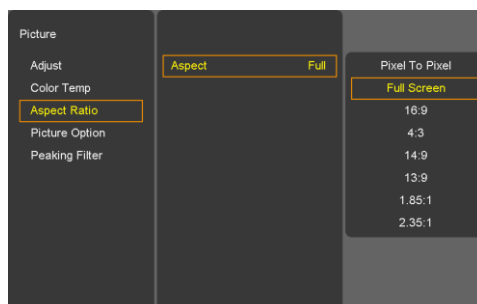 Picture
Adjust
Color Temp
Aspect Ratio
Picture Option
Peaking Filter
Aspect Full
Pixel To Pixel
Full Screen
16:9
4:3
14:9
13:9
1.85:1
2.35:1